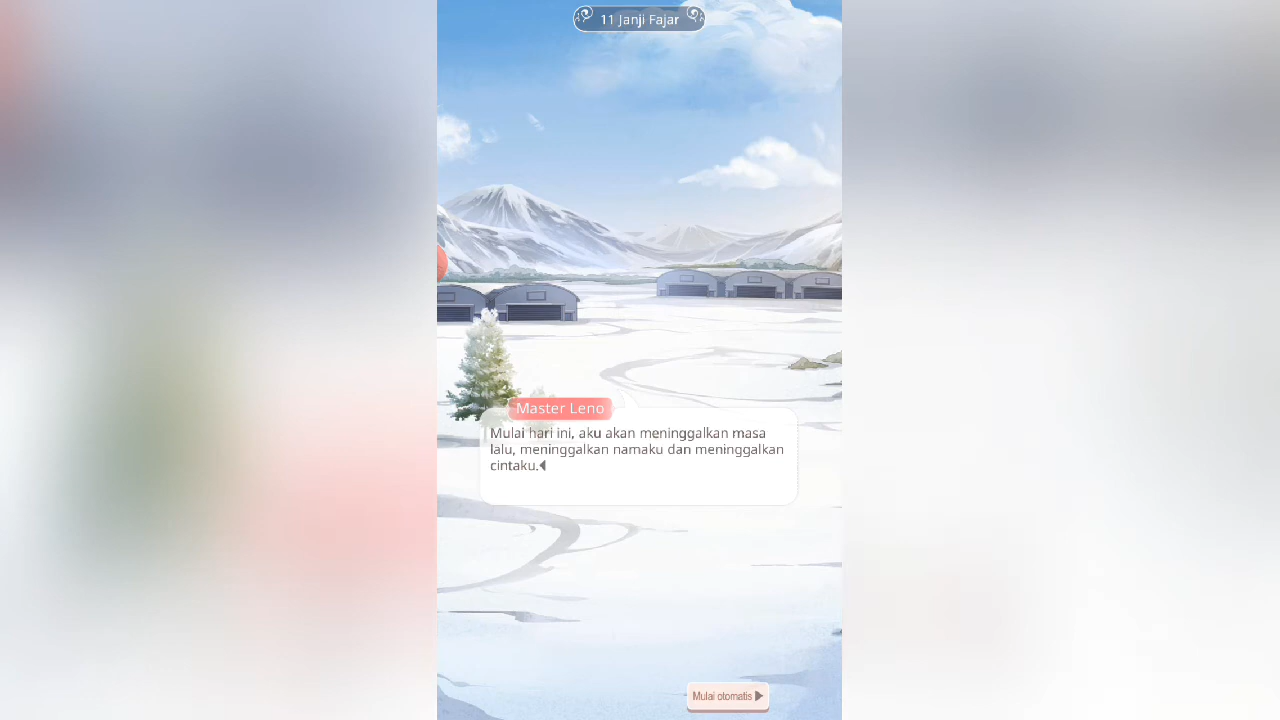 11 Janji Fajar
Master Leno
Mulai hari ini, aku akan meninggalkan masa
lalu, meninggalkan namaku dan meninggalkan
cintaku.
Mulai otomatis